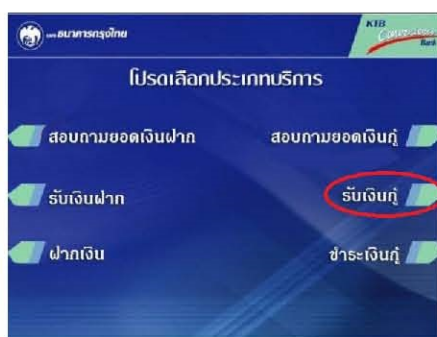 ธนาคารกรุงไทย
KTB
Convenience
Bank
โปรดเลือกประเภทบริการ
สอบถามยอดเงินฝาก
สอบถามยอดเงินกู้
รับเงินฝาก
รับเงินกู้
ฝากเงิน
ชำระเงินกู้